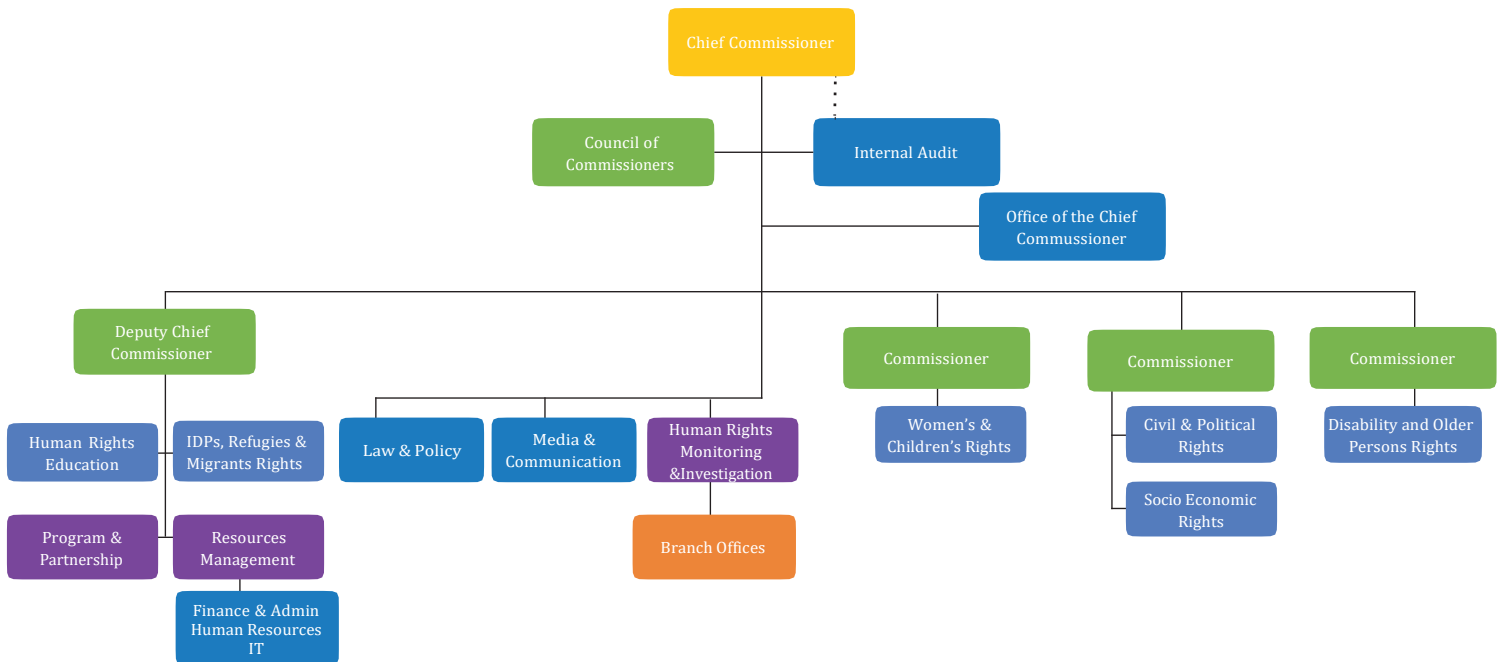 Chief Commissioner
Council of
Commissioners
Internal Audit
Office of the Chief
Commussioner
Deputy Chief
Commissioner
Commissioner
Commissioner
Commissioner
Human Rights
Education
IDPs, Refugies &
Migrants Rights
Law & Policy
Media &
Communication
Human Rights
Monitoring
&Investigation
Women's &
Children's Rights
Civil & Political
Rights
Disability and Older
Persons Rights
Socio Economic
Rights
Program &
Partnership
Resources
Management
Branch Offices
Finance & Admin
Human Resources
IT